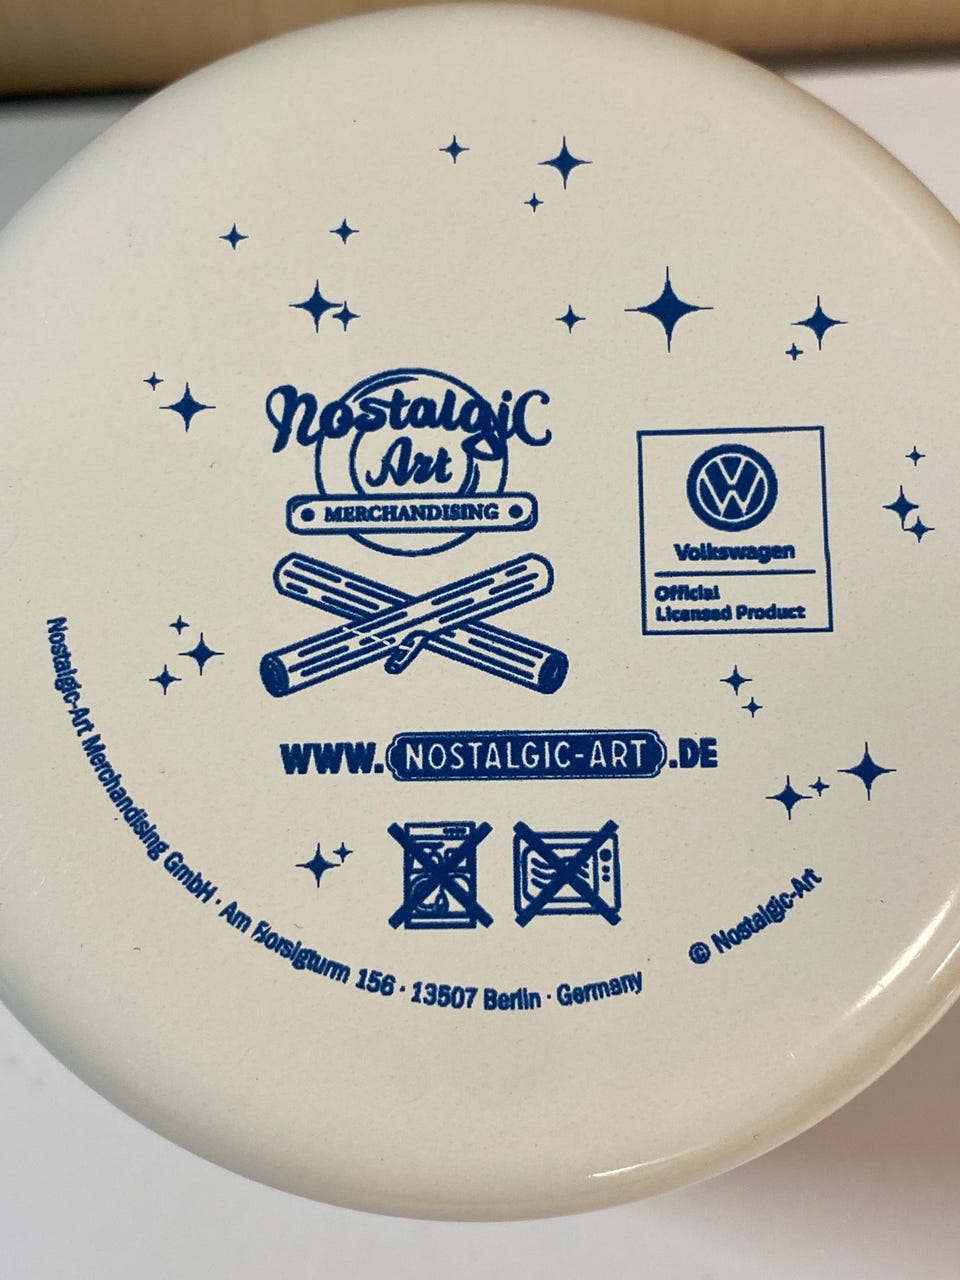 Nostalgic
Art
MERCHANDISING
Volkswagen
Official
Licensed Product
WWW.NOSTALGIC-ART.DE
Nostalgic-Art Merchandising GmbH · Am Borsigturm 156 · 13507 Berlin · Germany
© Nostalgic-Art